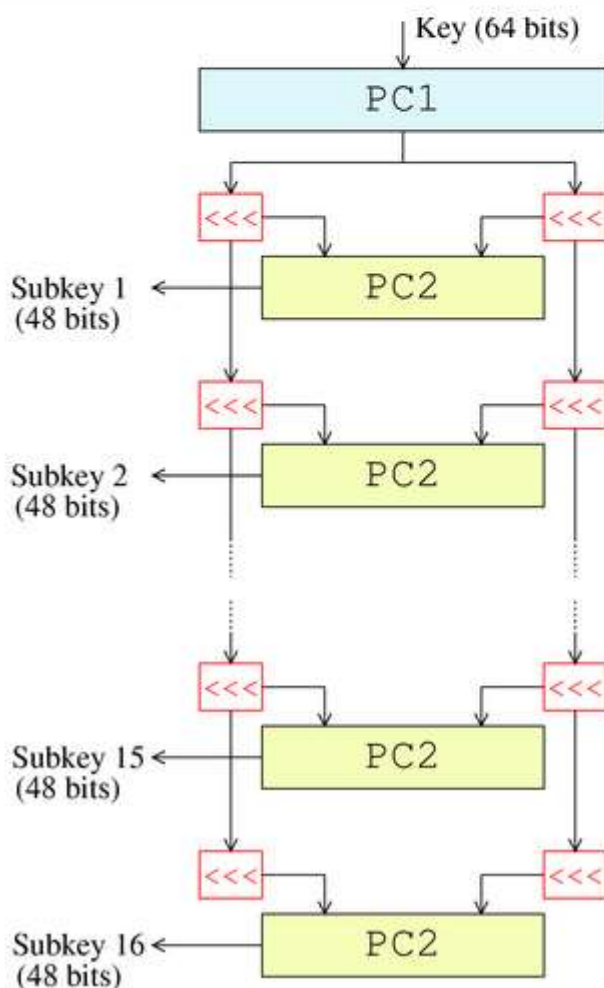 Key (64 bits)
PC1
<<< <<<
Subkey 1
(48 bits)
PC2
<<< <<<
Subkey 2
(48 bits)
PC2
<<< <<<
Subkey 15
(48 bits)
PC2
<<< <<<
Subkey 16
(48 bits)
PC2